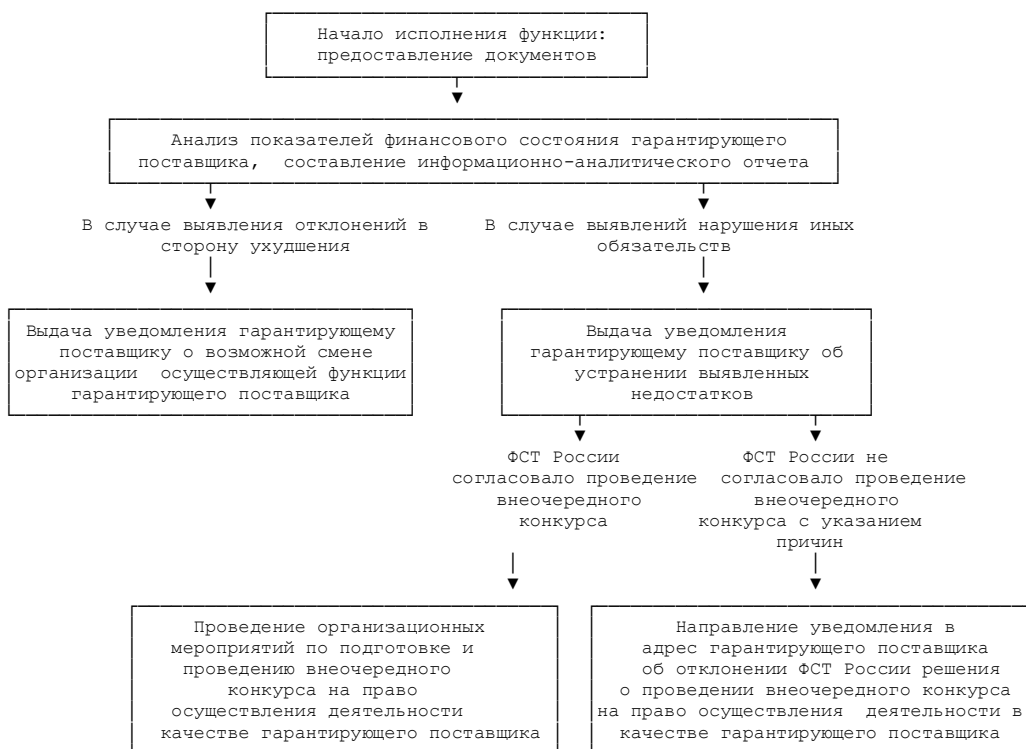 Начало исполнения функции:
предоставление документов
Анализ показателей финансового состояния гарантирующего
поставщика, составление информационно-аналитического отчета
В случае выявления отклонений в
сторону ухудшения
В случае выявлений нарушения иных
обязательств
Выдача уведомления гарантирующему
поставщику о возможной смене
организации осуществляющей функции
гарантирующего поставщика
Выдача уведомления
гарантирующему поставщику об
устранении выявленных
недостатков
ФСТ России
согласовало проведение
внеочередного
конкурса
ФСТ России не
согласовало проведение
внеочередного
конкурса с указанием
причин
Проведение организационных
мероприятий по подготовке и
проведению внеочередного
конкурса на право
осуществления деятельности
качестве гарантирующего поставщика
Направление уведомления в
адрес гарантирующего поставщика
об отклонении ФСТ России решения
о проведении внеочередного конкурса
на право осуществления деятельности в
качестве гарантирующего поставщика